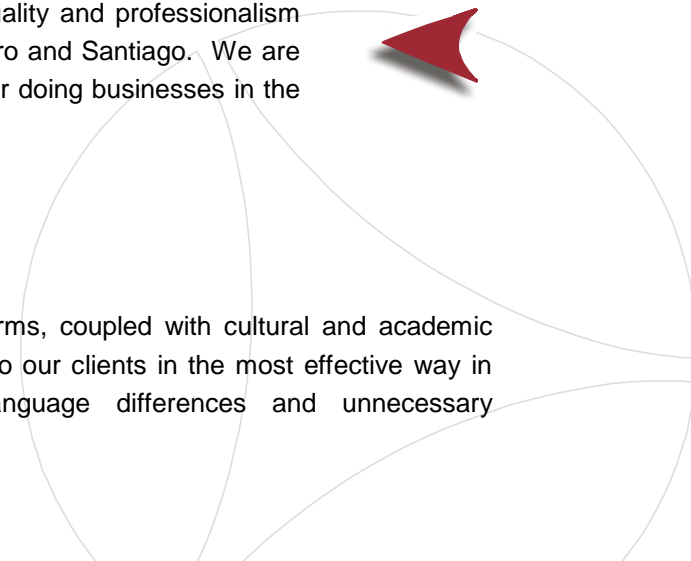 ality and professionalism
ro and Santiago. We are
r doing businesses in the
rms, coupled with cultural and academic
o our clients in the most effective way in
nguage differences and unnecessary